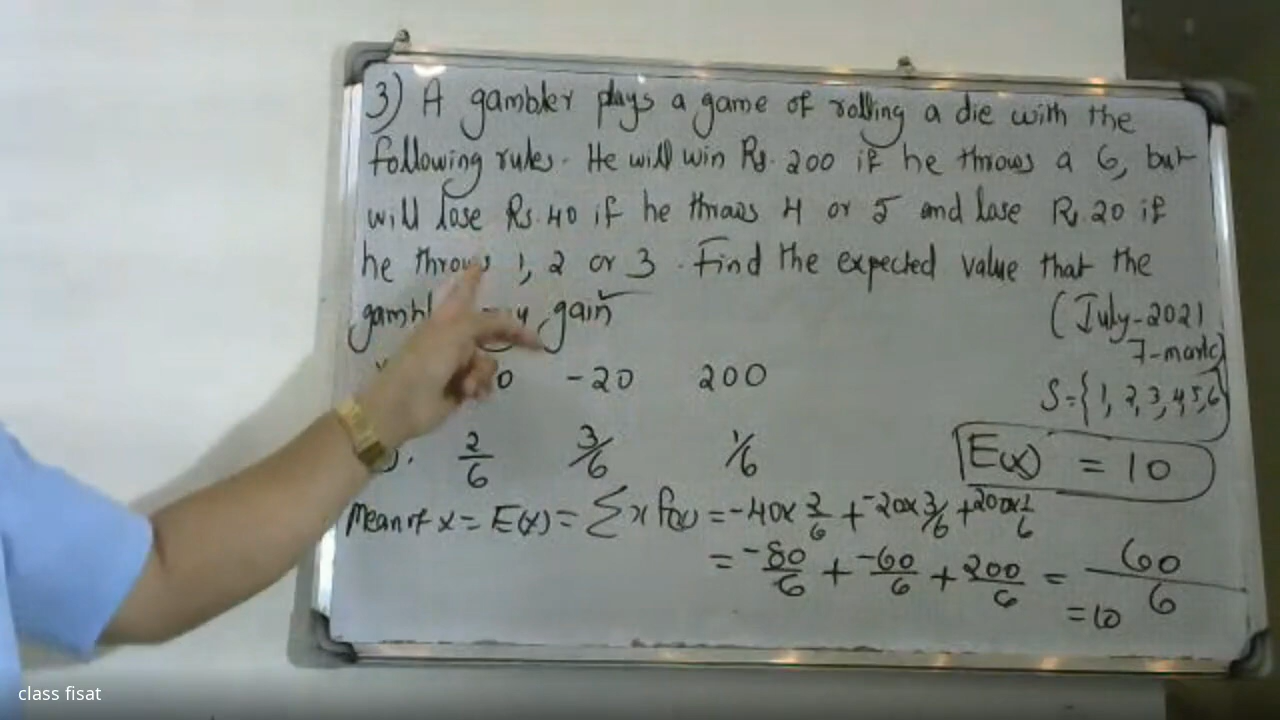 3) A gambler plays a game of rolling a die with the
following rules. He will win Rs. 200 if he throws a 6, but
will lose Rs. 40 if he throws 4 or 5 and lose Rs. 20 if
he throws 1, 2 or 3. Find the expected value that the
gain
(July-2021
7-mark)
-20 200
S={1, 2, 3, 4, 5, 6
2/6 3/6 1/6
E(x) = 10
Mean of x = E(x) = ∑ x f(x) = -40x 2/6 + -20x 3/6 + 200x 1/6
= -80/6 + -60/6 + 200/6 = 60/6
= 10
class fisat